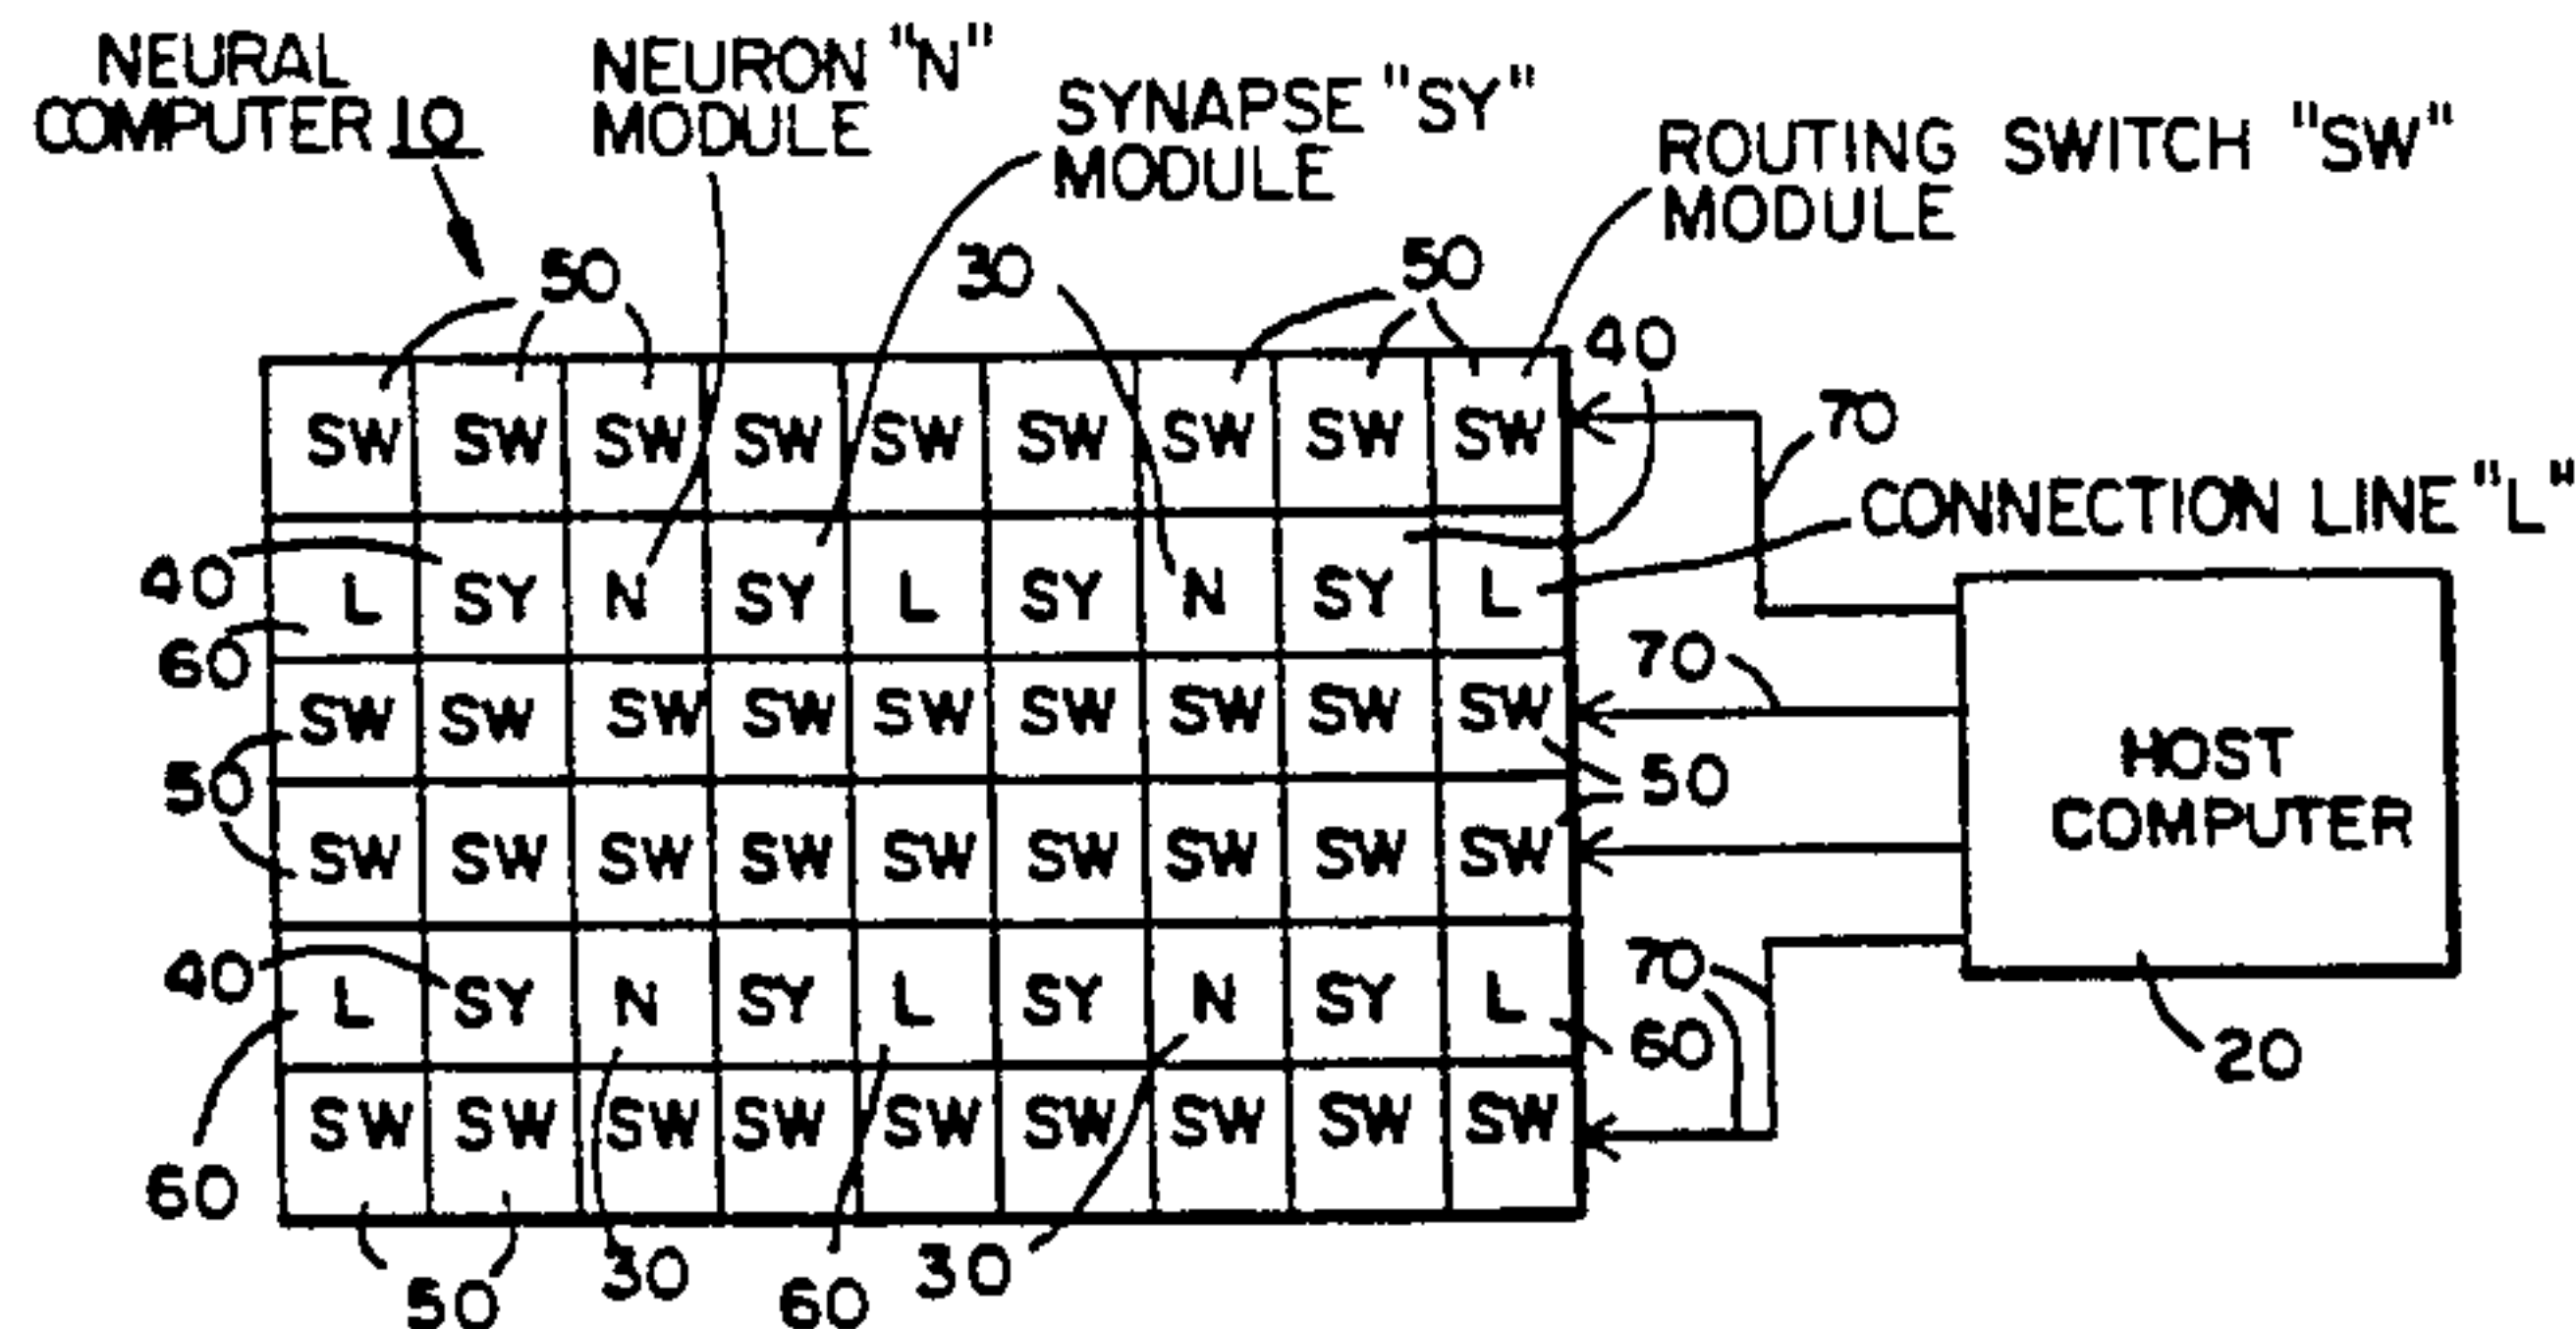 NEURAL
COMPUTER 10
NEURON "N"
MODULE
SYNAPSE "SY"
MODULE
ROUTING SWITCH "SW"
MODULE
50
30
50
40
SW SW SW SW SW SW SW SW SW
70
CONNECTION LINE "L"
40
L SY N SY L SY N SY L
60
70
SW SW SW SW SW SW SW SW SW
50
50
HOST
COMPUTER
SW SW SW SW SW SW SW SW SW
40
L SY N SY L SY N SY L
70
60
20
SW SW SW SW SW SW SW SW SW
60
50
30
60
30